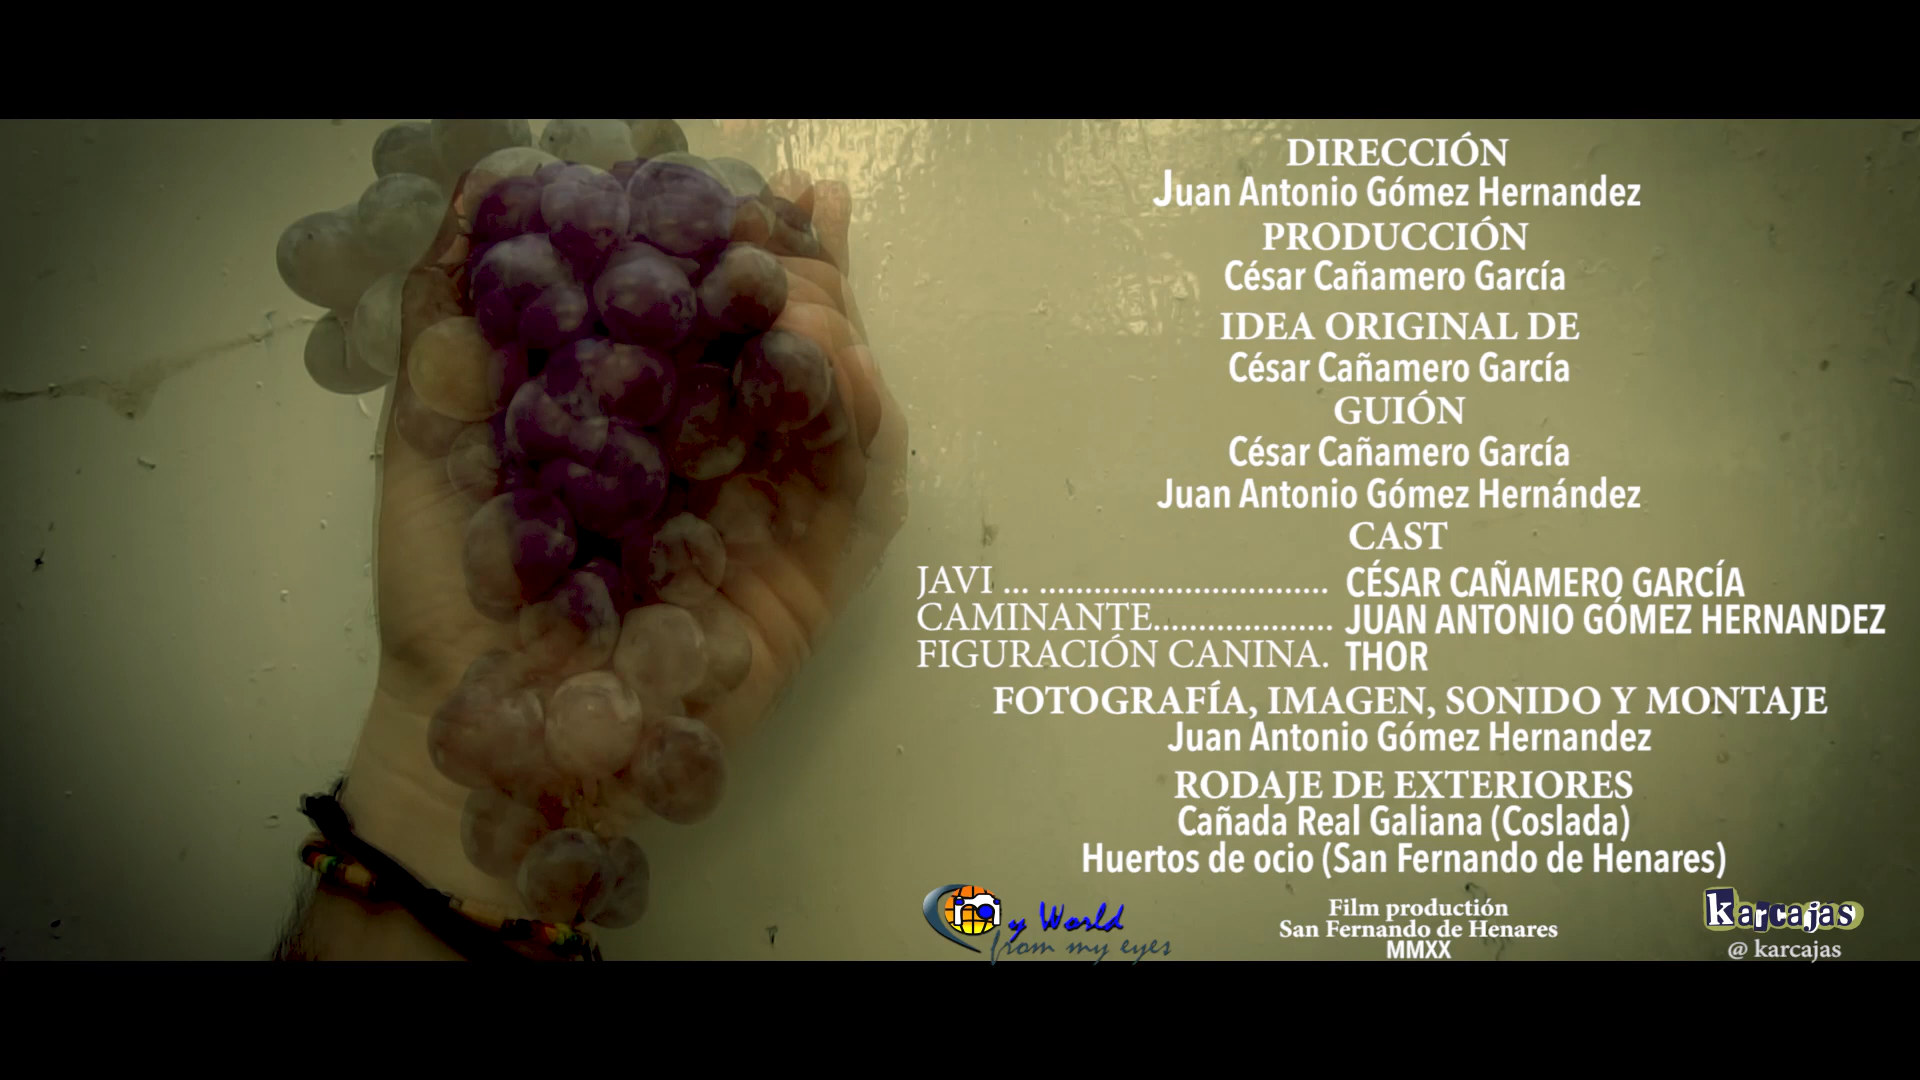 DIRECCIÓN
Juan Antonio Gómez Hernandez
PRODUCCIÓN
César Cañamero García
IDEA ORIGINAL DE
César Cañamero García
GUIÓN
César Cañamero García
Juan Antonio Gómez Hernández
CAST
JAVI ... ................................ CÉSAR CAÑAMERO GARCÍA
CAMINANTE.................... JUAN ANTONIO GÓMEZ HERNANDEZ
FIGURACIÓN CANINA. THOR
FOTOGRAFÍA, IMAGEN, SONIDO Y MONTAJE
Juan Antonio Gómez Hernandez
RODAJE DE EXTERIORES
Cañada Real Galiana (Coslada)
Huertos de ocio (San Fernando de Henares)
my World
from my eyes
Film productión
San Fernando de Henares
MMXX
karcajas
@ karcajas